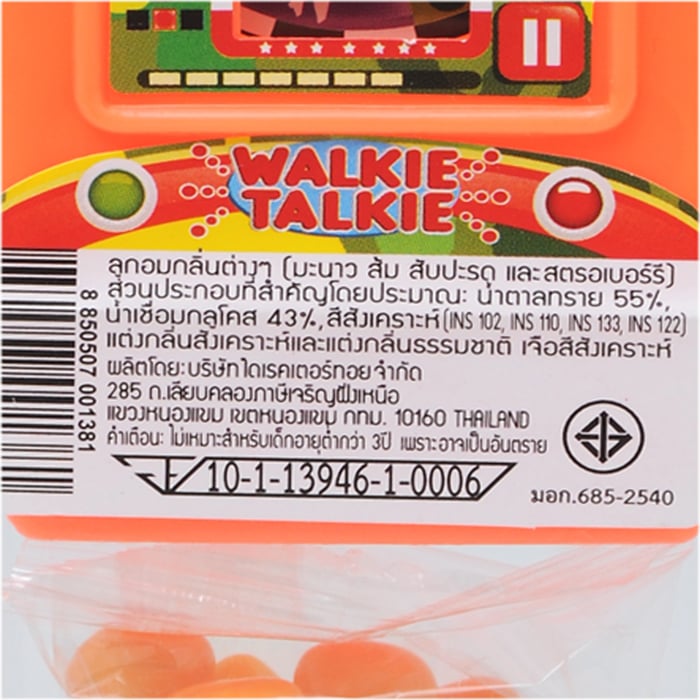 WALKIE
TALKIE
ลูกอมกลิ่นต่างๆ (มะนาว ส้ม สับปะรด และสตรอเบอร์รี)
ส่วนประกอบที่สำคัญโดยประมาณ: น้ำตาลทราย 55%,
น้ำเชื่อมกลูโคส 43%, สีสังเคราะห์ (INS 102, INS 110, INS 133, INS 122)
แต่งกลิ่นสังเคราะห์และแต่งกลิ่นธรรมชาติ เจือสีสังเคราะห์
ผลิตโดย: บริษัทไดเรคเตอร์ทอย จำกัด
285 ถ.เลียบคลองภาษีเจริญฝั่งเหนือ
แขวงหนองแขม เขตหนองแขม กทม. 10160 THAILAND
คำเตือน: ไม่เหมาะสำหรับเด็กอายุต่ำกว่า 3ปี เพราะอาจเป็นอันตราย
10-1-13946-1-0006
มอก.685-2540
8 850507 001381